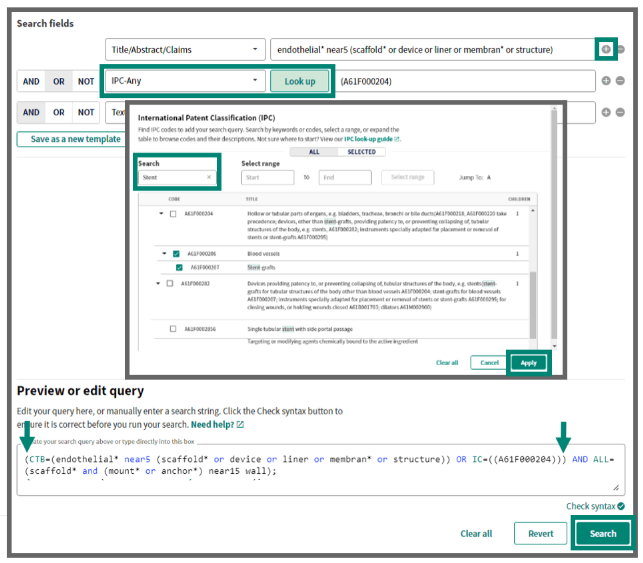 Search fields
Title/Abstract/Claims
endothelial* near5 (scaffold* or device or liner or membran* or structure)
AND OR NOT IPC-Any Look up (A61F000204)
AND OR NOT Tex
Save as a new template
International Patent Classification (IPC)
Find IPC codes to add your search query. Search by keywords or codes, select a range, or expand the
table to browse codes and their descriptions. Not sure where to start? View our IPC look-up guide
ALL SELECTED
Search Select range
Stent × Start to End Select range Jump To: A
CODE TITLE CHILDREN
A61F000204 Hollow or tubular parts of organs, e.g. bladders, tracheae, bronchi or bile ducts(A61F000218, A61F000220 take
precedence; devices, other than stent-grafts, providing patency to, or preventing collapsing of, tubular
structures of the body, e.g. stents, A61F000282; instruments specially adapted for placement or removal of
stents or stent-grafts A61F000295)
A61F000206 Blood vessels
A61F000207 Stent-grafts
A61F000282 Devices providing patency to, or preventing collapsing of, tubular structures of the body, e.g. stents(stent-
grafts for tubular structures of the body other than blood vessels A61F000204; stent-grafts for blood vessels
A61F000207; instruments specially adapted for placement or removal of stents or stent-grafts A61F000295; for
closing wounds, or holding wounds closed A61B001703; dilators A61M002900)
A61F0002856 Single tubular stent with side portal passage
Targeting or modifying agents chemically bound to the active ingredient
Clear all Cancel Apply
Preview or edit query
Edit your query here, or manually enter a search string. Click the Check syntax button to
ensure it is correct before you run your search. Need help?
ate your search query above or type directly into this box
(CTB=(endothelial* near5 (scaffold* or device or liner or membran* or structure)) OR IC=((A61F000204))) AND ALL=
(scaffold* and (mount* or anchor*) near15 wall);
Check syntax
Clear all Revert Search